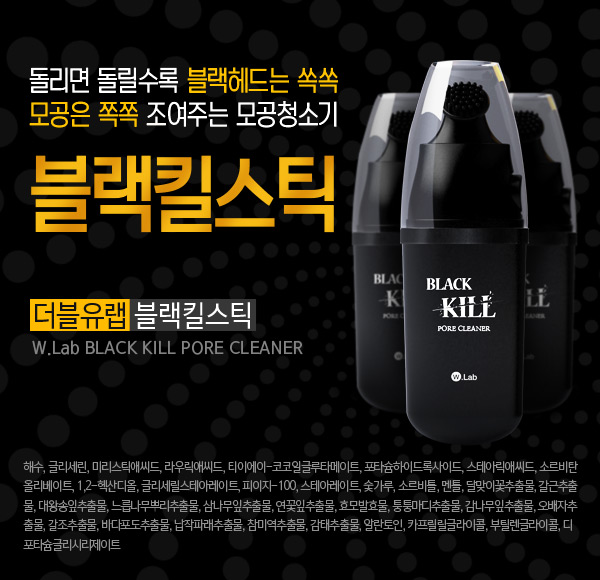 돌리면 돌릴수록 블랙헤드는 쏙쏙
모공은 쪽쪽 조여주는 모공청소기
블랙킬스틱
더블유랩 블랙킬스틱
W.Lab BLACK KILL PORE CLEANER
BLACK
KILL
PORE CLEANER
W.Lab
해수, 글리세린, 미리스틱애씨드, 라우릭애씨드, 티이에이-코코일글루타메이트, 포타슘하이드록사이드, 스테아릭애씨드, 소르비탄
올리베이트, 1,2-헥산디올, 글리세릴스테아레이트, 피이지-100, 스테아레이트, 숯가루, 소르비톨, 멘톨, 달맞이꽃추출물, 갈근추출
물, 대왕송잎추출물, 느릅나무뿌리추출물, 삼나무잎추출물, 연꽃잎추출물, 효모발효물, 퉁퉁마디추출물, 감나무잎추출물, 오배자추
출물, 갈조추출물, 바다포도추출물, 납작파래추출물, 참미역추출물, 감태추출물, 알란토인, 카프릴릴글라이콜, 부틸렌글라이콜, 디
포타슘글리시리제이트